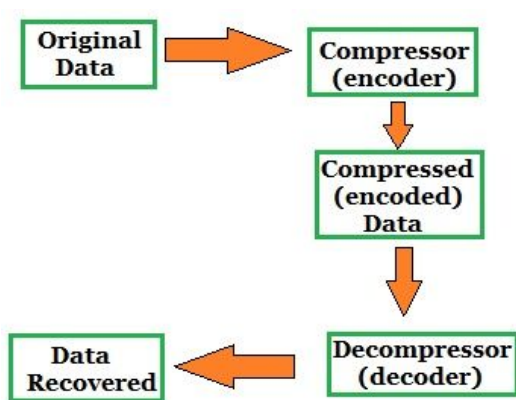 Original
Data
Compressor
(encoder)
Compressed
(encoded)
Data
Decompressor
(decoder)
Data
Recovered